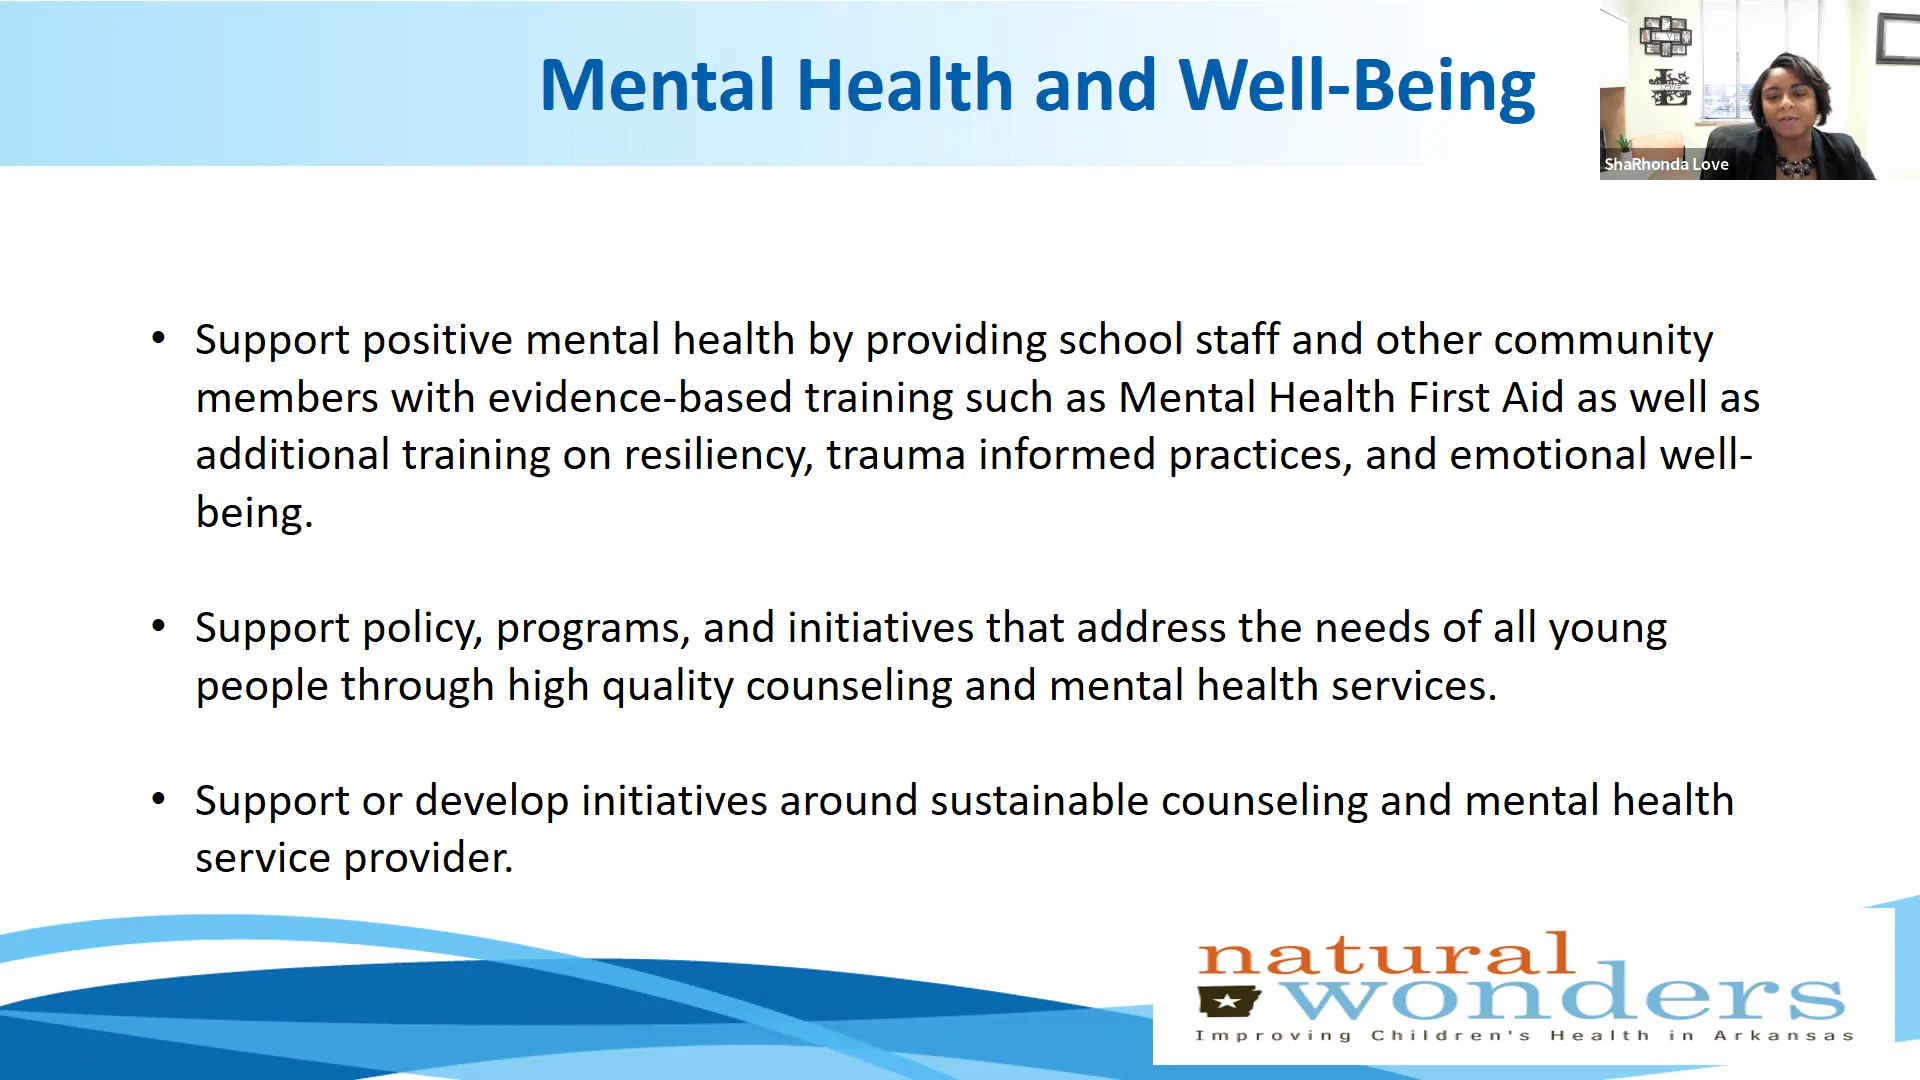 Mental Health and Well-Being
LOVE
ShaRhonda Love
• Support positive mental health by providing school staff and other community
members with evidence-based training such as Mental Health First Aid as well as
additional training on resiliency, trauma informed practices, and emotional well-
being.
• Support policy, programs, and initiatives that address the needs of all young
people through high quality counseling and mental health services.
• Support or develop initiatives around sustainable counseling and mental health
service provider.
natural
wonders
Improving Children's Health in Arkansas